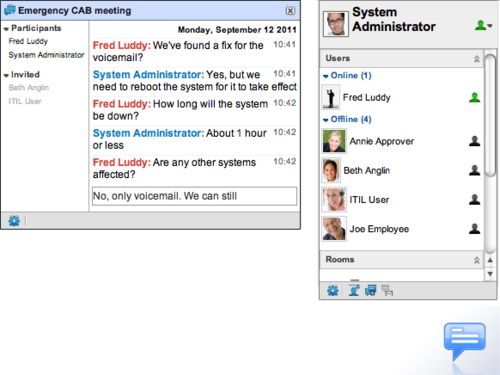 Emergency CAB meeting
Participants
Fred Luddy
System Administrator
Invited
Beth Anglin
ITIL User
Monday, September 12 2011
Fred Luddy: We've found a fix for the 10:41
voicemail?
System Administrator: Yes, but we 10:41
need to reboot the system for it to take effect
Fred Luddy: How long will the system 10:42
be down?
System Administrator: About 1 hour 10:42
or less
Fred Luddy: Are any other systems 10:42
affected?
No, only voicemail. We can still
System
Administrator
Users
Online (1)
Fred Luddy
Offline (4)
Annie Approver
Beth Anglin
ITIL User
Joe Employee
Rooms